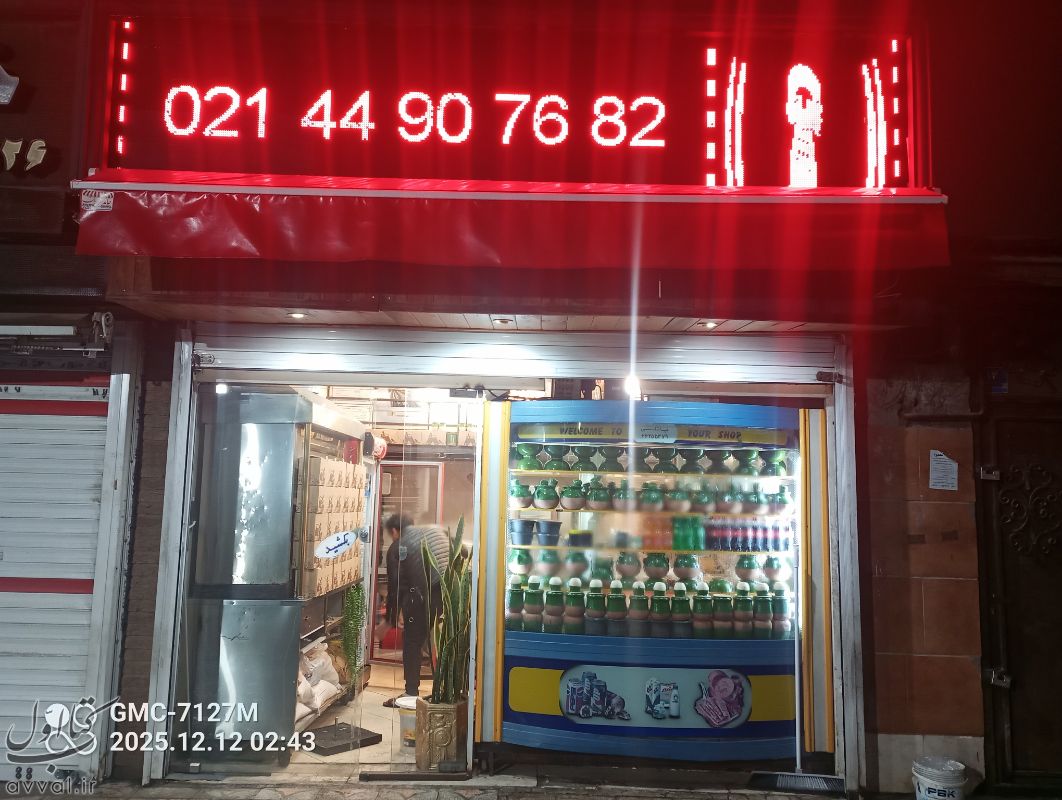 021 44 90 76 82
WELCOME TO YOUR SHOP
بکشید
GMC-7127M
2025.12.12 02:43
avval.ir
PBK